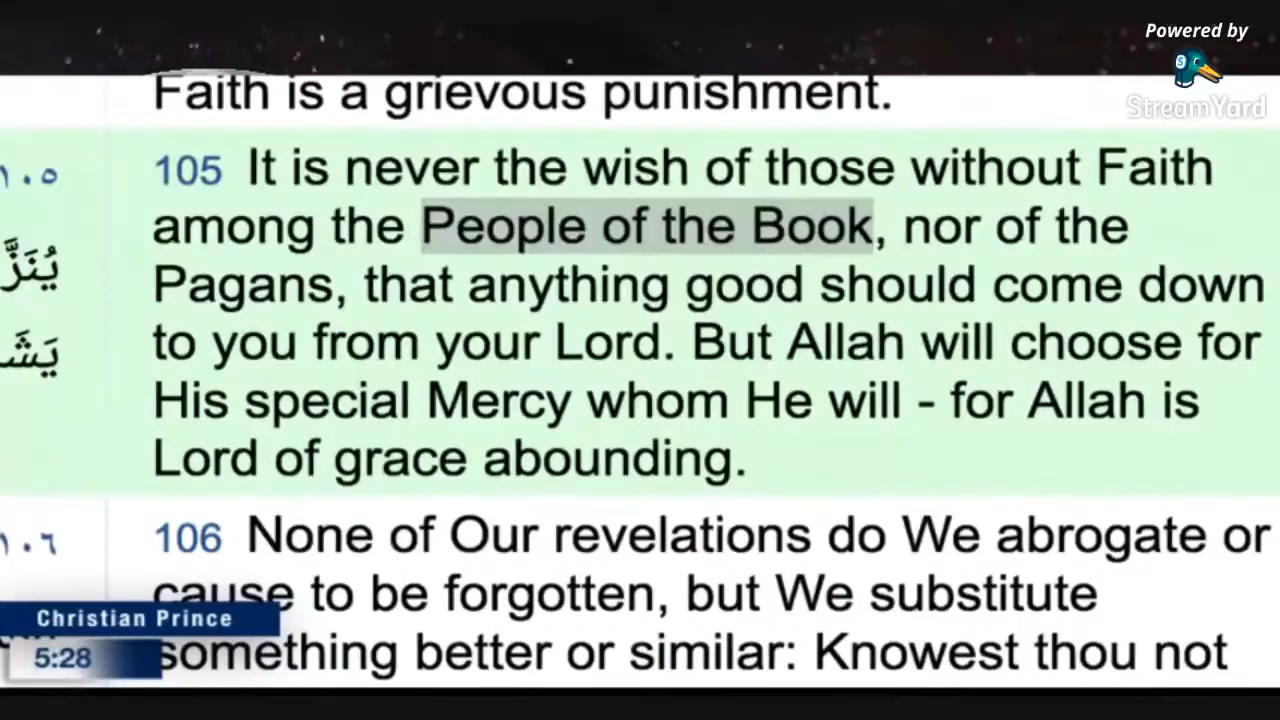 Powered by
StreamYard
Faith is a grievous punishment.
١٠٥
105 It is never the wish of those without Faith
among the People of the Book, nor of the
يُنَزَّ
Pagans, that anything good should come down
to you from your Lord. But Allah will choose for
يَشَ
His special Mercy whom He will - for Allah is
Lord of grace abounding.
١٠٦
106 None of Our revelations do We abrogate or
cause to be forgotten, but We substitute
Christian Prince
something better or similar: Knowest thou not
5:28